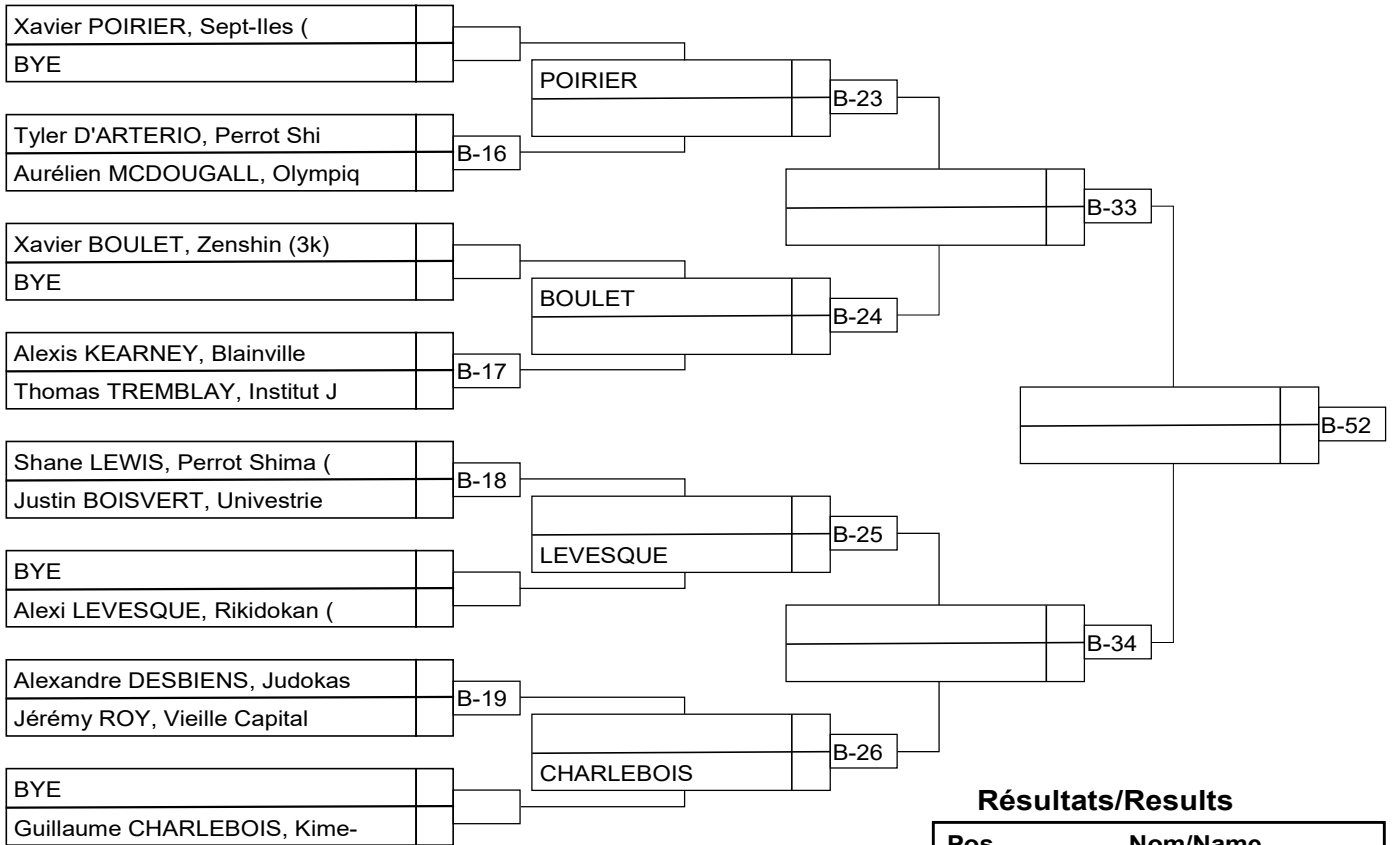 Xavier POIRIER, Sept-Iles (
BYE
Tyler D'ARTERIO, Perrot Shi
Aurélien MCDOUGALL, Olympiq
B-16
Xavier BOULET, Zenshin (3k)
BYE
Alexis KEARNEY, Blainville
Thomas TREMBLAY, Institut J
B-17
Shane LEWIS, Perrot Shima (
Justin BOISVERT, Univestrie
B-18
BYE
Alexi LEVESQUE, Rikidokan (
Alexandre DESBIENS, Judokas
Jérémy ROY, Vieille Capital
B-19
BYE
Guillaume CHARLEBOIS, Kime-
POIRIER
B-23
BOULET
B-24
LEVESQUE
B-25
CHARLEBOIS
B-26
B-33
B-34
B-52
Résultats/Results
Pos. Nom/Name